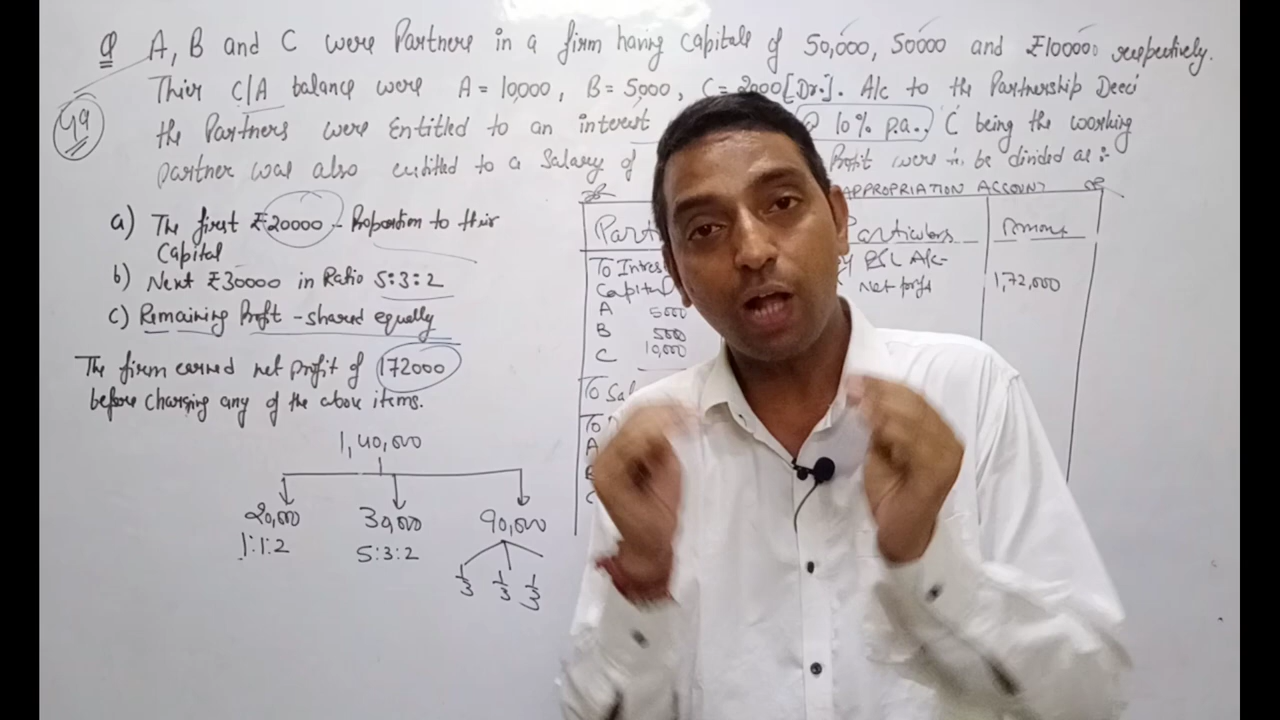 Q A, B and C were Partners in a firm having capitals of 50,000, 50000 and ₹100000 respectively.
Thier C/A balance were A = 10,000, B = 5000, C = 2000 [Dr.]. A/c to the Partnership Deed
49
the Partners were Entitled to an interest @ 10% p.a., C being the working
partner was also entitled to a Salary of Profit were to be divided as :-
a) The first ₹20000 - Proportion to their
Capital
b) Next ₹30000 in Ratio 5:3:2
c) Remaining Profit - shared equally
The firm earned net profit of 172000
before charging any of the above items.
1,40,000
20,000 30,000 90,000
1:1:2 5:3:2
1/3 1/3 1/3
APPROPRIATION ACCOUNT
Part Particulars Amount
To Intres P&L A/c-
Capital Net profit 1,72,000
A 5000
B 5000
C 10,000
To Sal
To
A